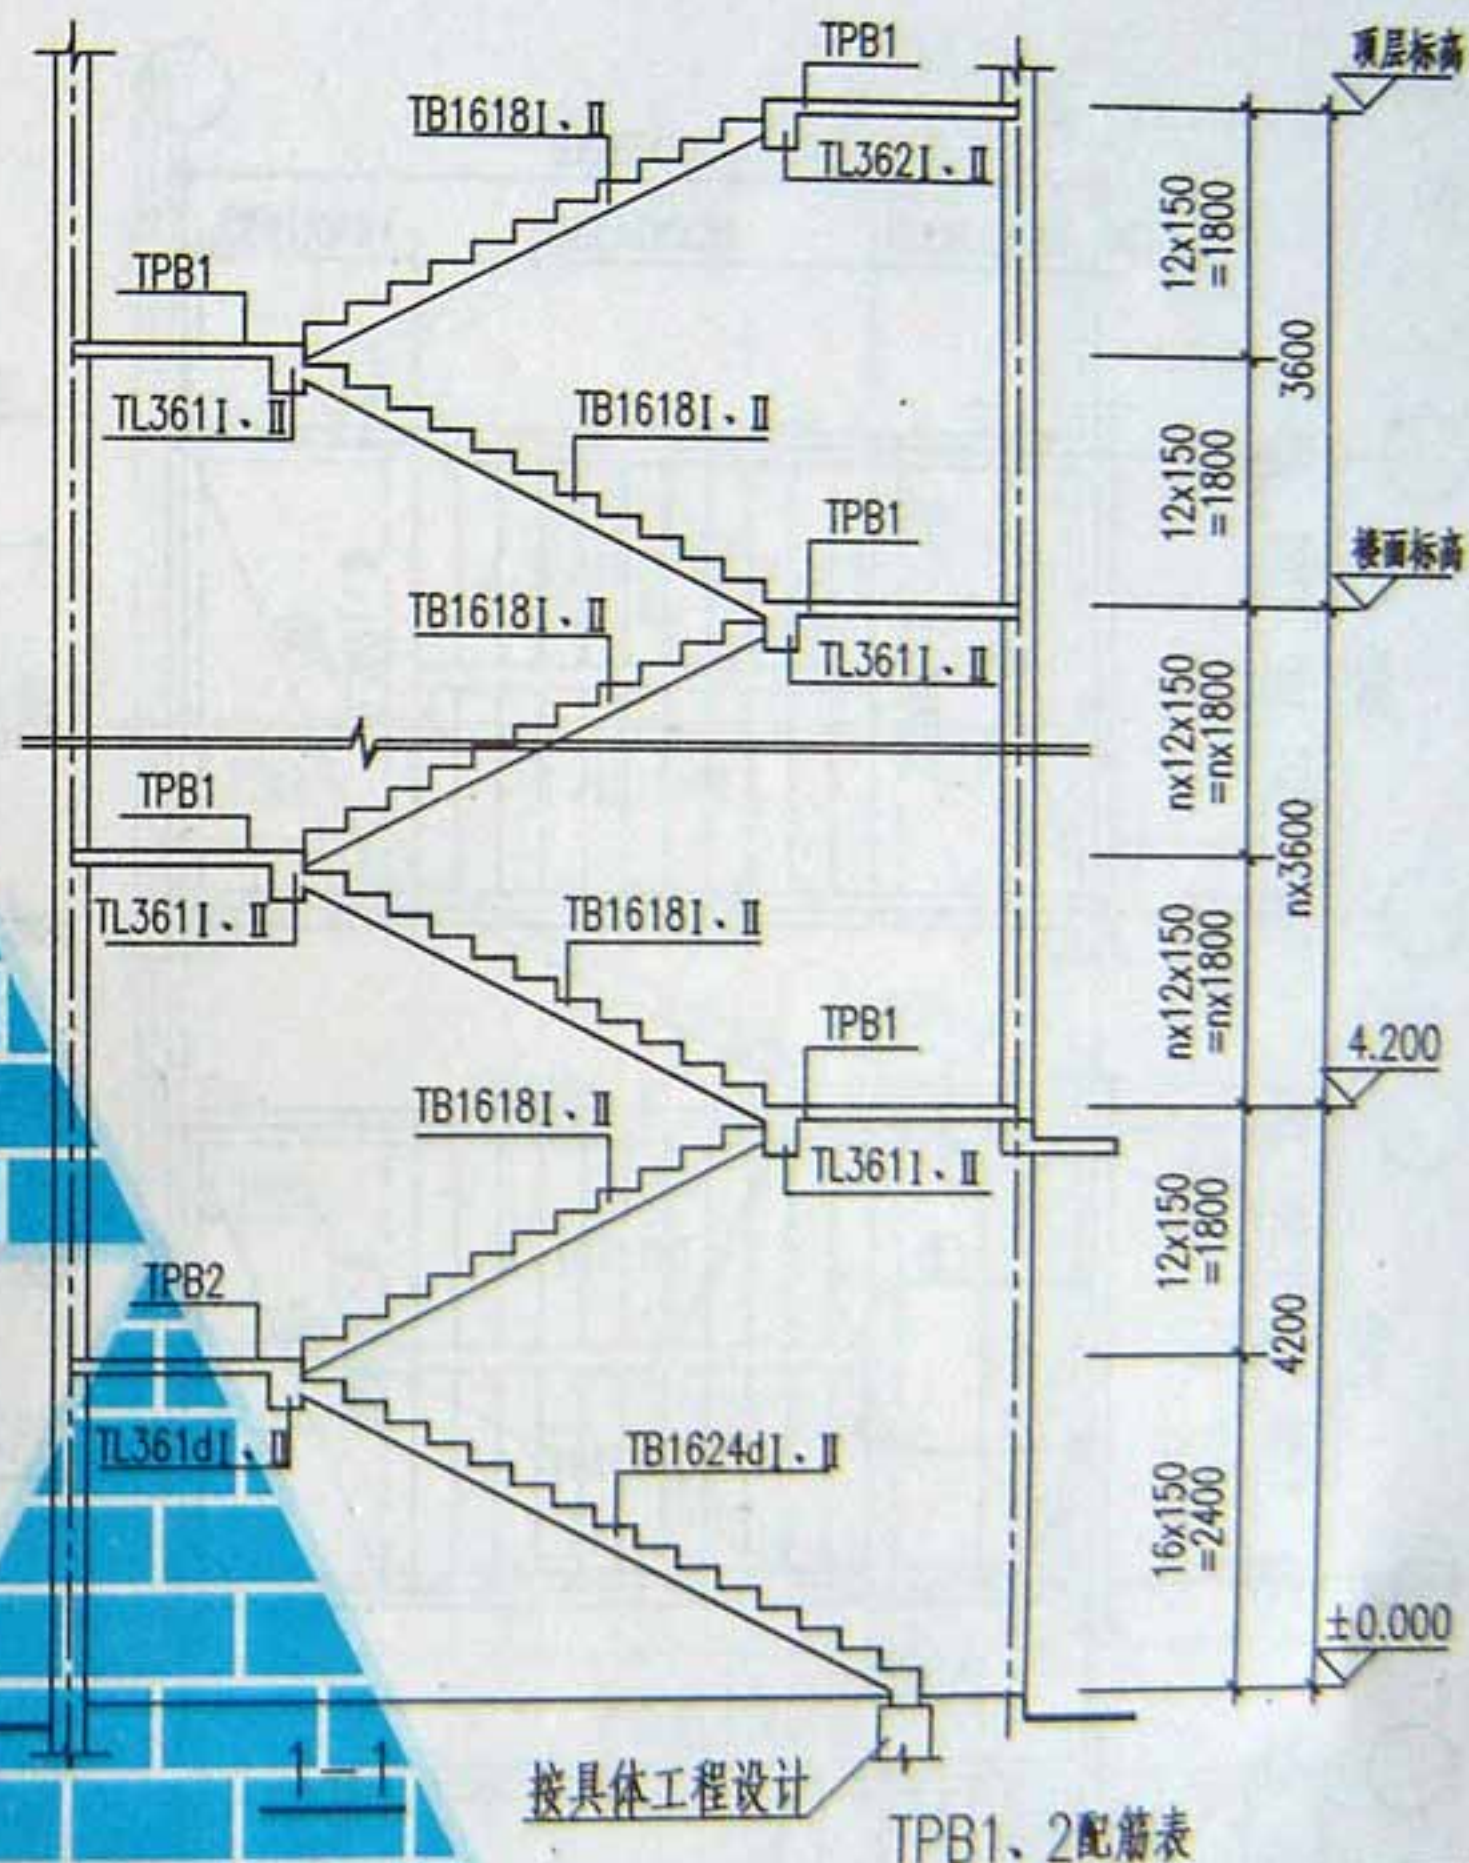 顶层标高
TPB1
TB1618Ⅰ、Ⅱ
TL362Ⅰ、Ⅱ
12x150
=1800
TPB1
3600
TL361Ⅰ、Ⅱ
TB1618Ⅰ、Ⅱ
12x150
=1800
TPB1
楼面标高
TB1618Ⅰ、Ⅱ
TL361Ⅰ、Ⅱ
nx12x150
=nx1800
TPB1
nx3600
TL361Ⅰ、Ⅱ
TB1618Ⅰ、Ⅱ
nx12x150
=nx1800
TPB1
4.200
TB1618Ⅰ、Ⅱ
TL361Ⅰ、Ⅱ
12x150
=1800
TPB2
4200
TL361dⅠ、Ⅱ
TB1624dⅠ、Ⅱ
16x150
=2400
±0.000
1—1
按具体工程设计
TPB1、2配筋表